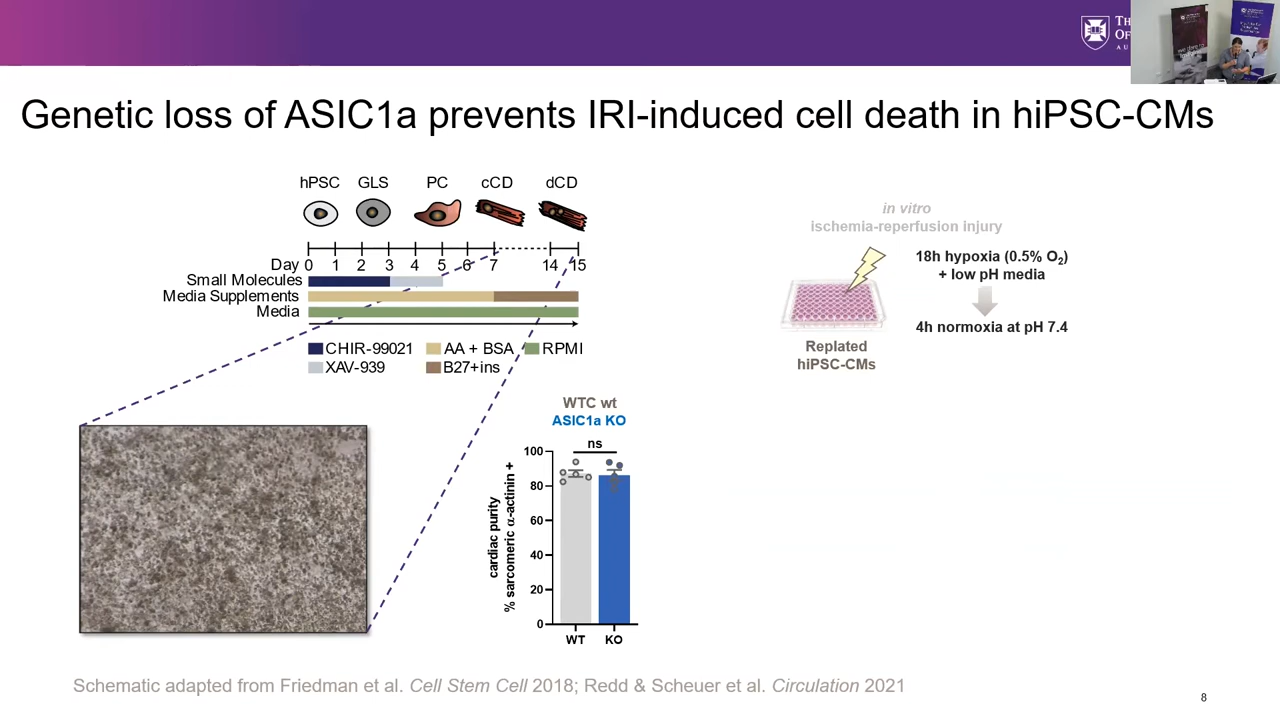 TH
OF
AU
Genetic loss of ASIC1a prevents IRI-induced cell death in hiPSC-CMs
hPSC GLS PC cCD dCD
Day 0 1 2 3 4 5 6 7 14 15
Small Molecules
Media Supplements
Media
CHIR-99021 AA + BSA RPMI
XAV-939 B27+ins
WTC wt
ASIC1a KO
ns
cardiac purity
% sarcomeric α-actinin +
100
80
60
40
20
0
WT KO
in vitro
ischemia-reperfusion injury
18h hypoxia (0.5% O₂)
+ low pH media
4h normoxia at pH 7.4
Replated
hiPSC-CMs
Schematic adapted from Friedman et al. Cell Stem Cell 2018; Redd & Scheuer et al. Circulation 2021
8